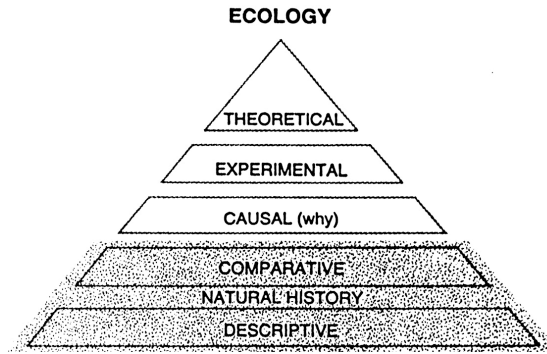 ECOLOGY
THEORETICAL
EXPERIMENTAL
CAUSAL (why)
COMPARATIVE
NATURAL HISTORY
DESCRIPTIVE